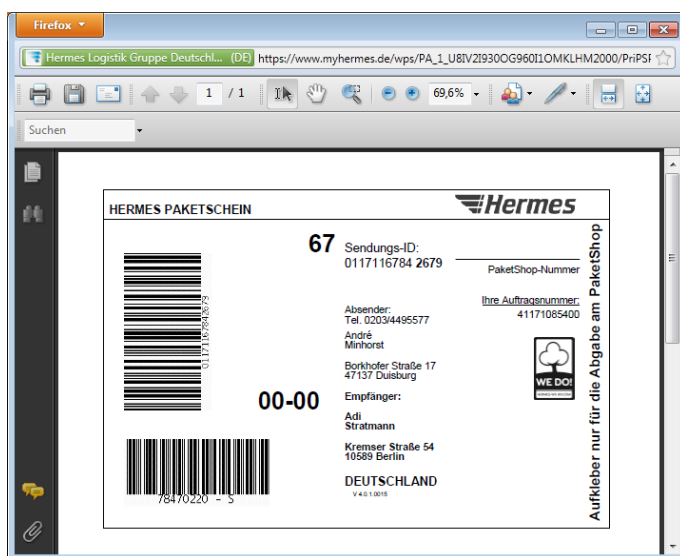 Firefox
Hermes Logistik Gruppe Deutschl... (DE) https://www.myhermes.de/wps/PA_1_U8IV2I930OG960I1OMKLHM2000/PriPSF
1 / 1 69,6%
Suchen
HERMES PAKETSCHEIN
Hermes
67
Sendungs-ID:
0117116784 2679
PaketShop-Nummer
01171167842679
Absender:
Tel. 0203/4495577
Ihre Auftragsnummer:
41171085400
André
Minhorst
Borkhofer Straße 17
47137 Duisburg
WE DO!
00-00
Empfänger:
Adi
Stratmann
Kremser Straße 54
10589 Berlin
DEUTSCHLAND
V 4.0.1.0015
78470220 - S
Aufkleber nur für die Abgabe am PaketShop